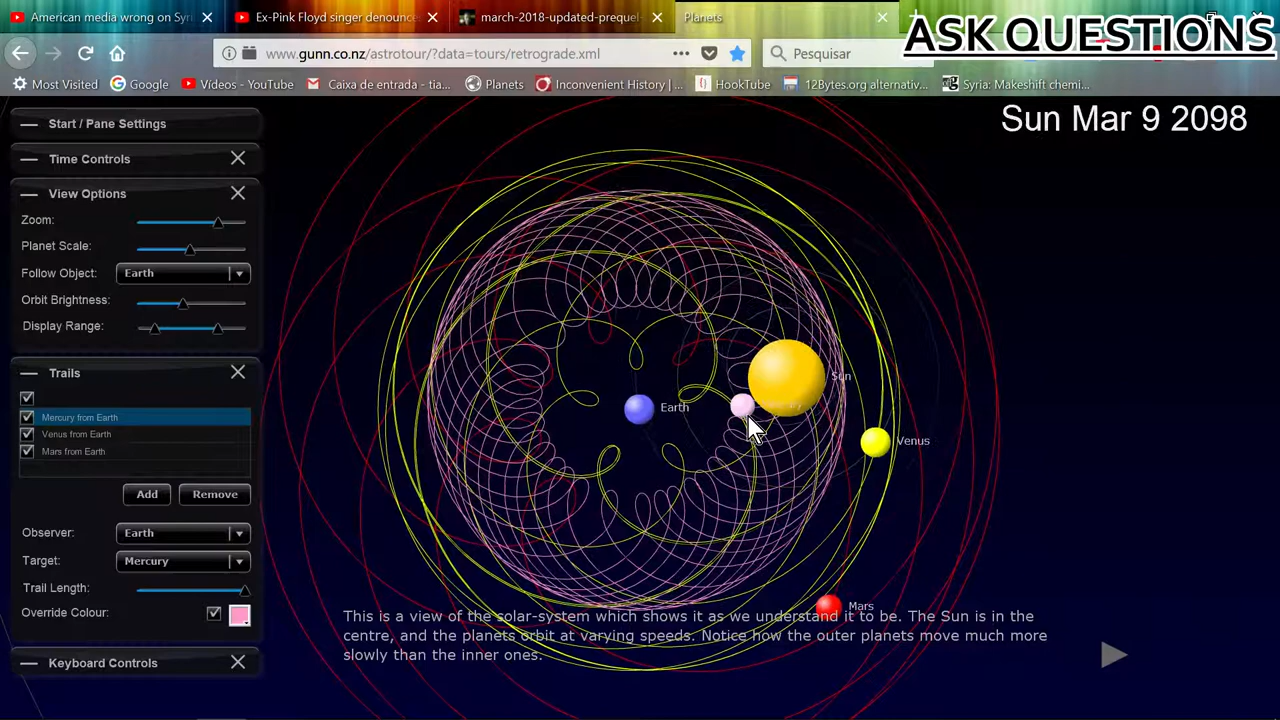 American media wrong on Syri
Ex-Pink Floyd singer denounce
march-2018-updated-prequel-
Planets
ASK QUESTIONS
www.gunn.co.nz/astrotour/?data=tours/retrograde.xml
Pesquisar
Most Visited
Google
Vídeos - YouTube
Caixa de entrada - tia...
Planets
Inconvenient History | ...
HookTube
12Bytes.org alternativ...
Syria: Makeshift chemi...
Start / Pane Settings
Sun Mar 9 2098
Time Controls
View Options
Zoom:
Planet Scale:
Follow Object: Earth
Orbit Brightness:
Display Range:
Trails
Mercury from Earth
Venus from Earth
Mars from Earth
Add Remove
Observer: Earth
Target: Mercury
Trail Length:
Override Colour:
Keyboard Controls
Sun
Earth
Venus
Mars
This is a view of the solar-system which shows it as we understand it to be. The Sun is in the
centre, and the planets orbit at varying speeds. Notice how the outer planets move much more
slowly than the inner ones.